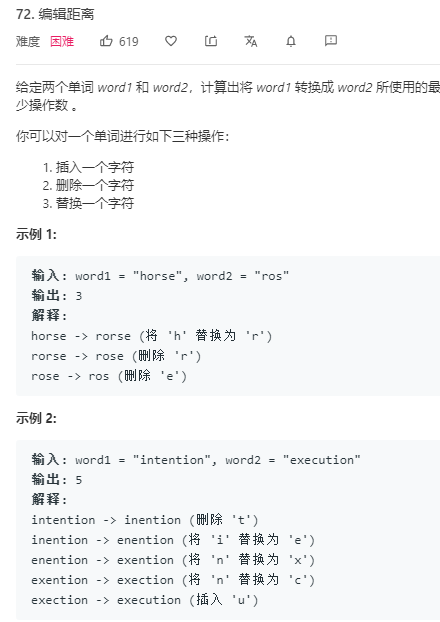 72. 编辑距离
难度 困难 619
给定两个单词 word1 和 word2，计算出将 word1 转换成 word2 所使用的最
少操作数 。
你可以对一个单词进行如下三种操作：
1. 插入一个字符
2. 删除一个字符
3. 替换一个字符
示例 1:
输入: word1 = "horse", word2 = "ros"
输出: 3
解释:
horse -> rorse (将 'h' 替换为 'r')
rorse -> rose (删除 'r')
rose -> ros (删除 'e')
示例 2:
输入: word1 = "intention", word2 = "execution"
输出: 5
解释:
intention -> inention (删除 't')
inention -> enention (将 'i' 替换为 'e')
enention -> exention (将 'n' 替换为 'x')
exention -> exection (将 'n' 替换为 'c')
exection -> execution (插入 'u')